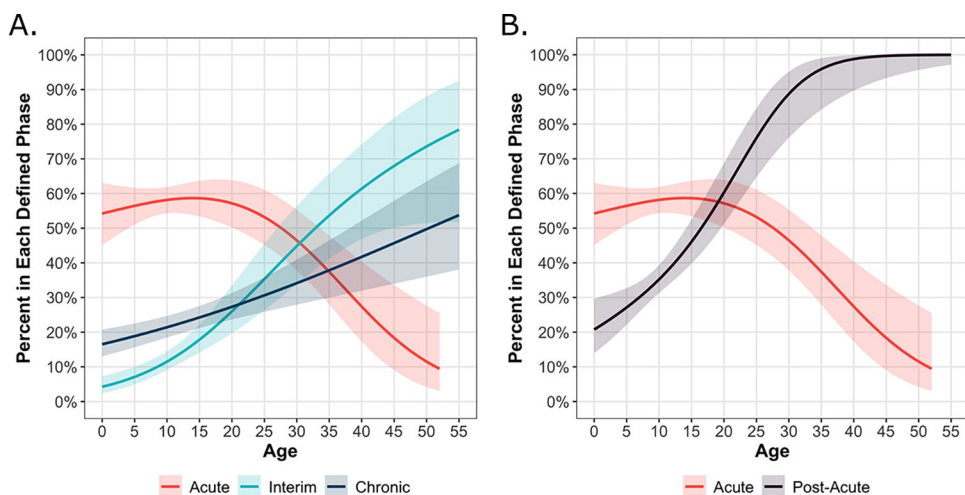 A.
Percent in Each Defined Phase
100%
90%
80%
70%
60%
50%
40%
30%
20%
10%
0%
0 5 10 15 20 25 30 35 40 45 50 55
Age
Acute Interim Chronic
B.
Percent in Each Defined Phase
100%
90%
80%
70%
60%
50%
40%
30%
20%
10%
0%
0 5 10 15 20 25 30 35 40 45 50 55
Age
Acute Post-Acute